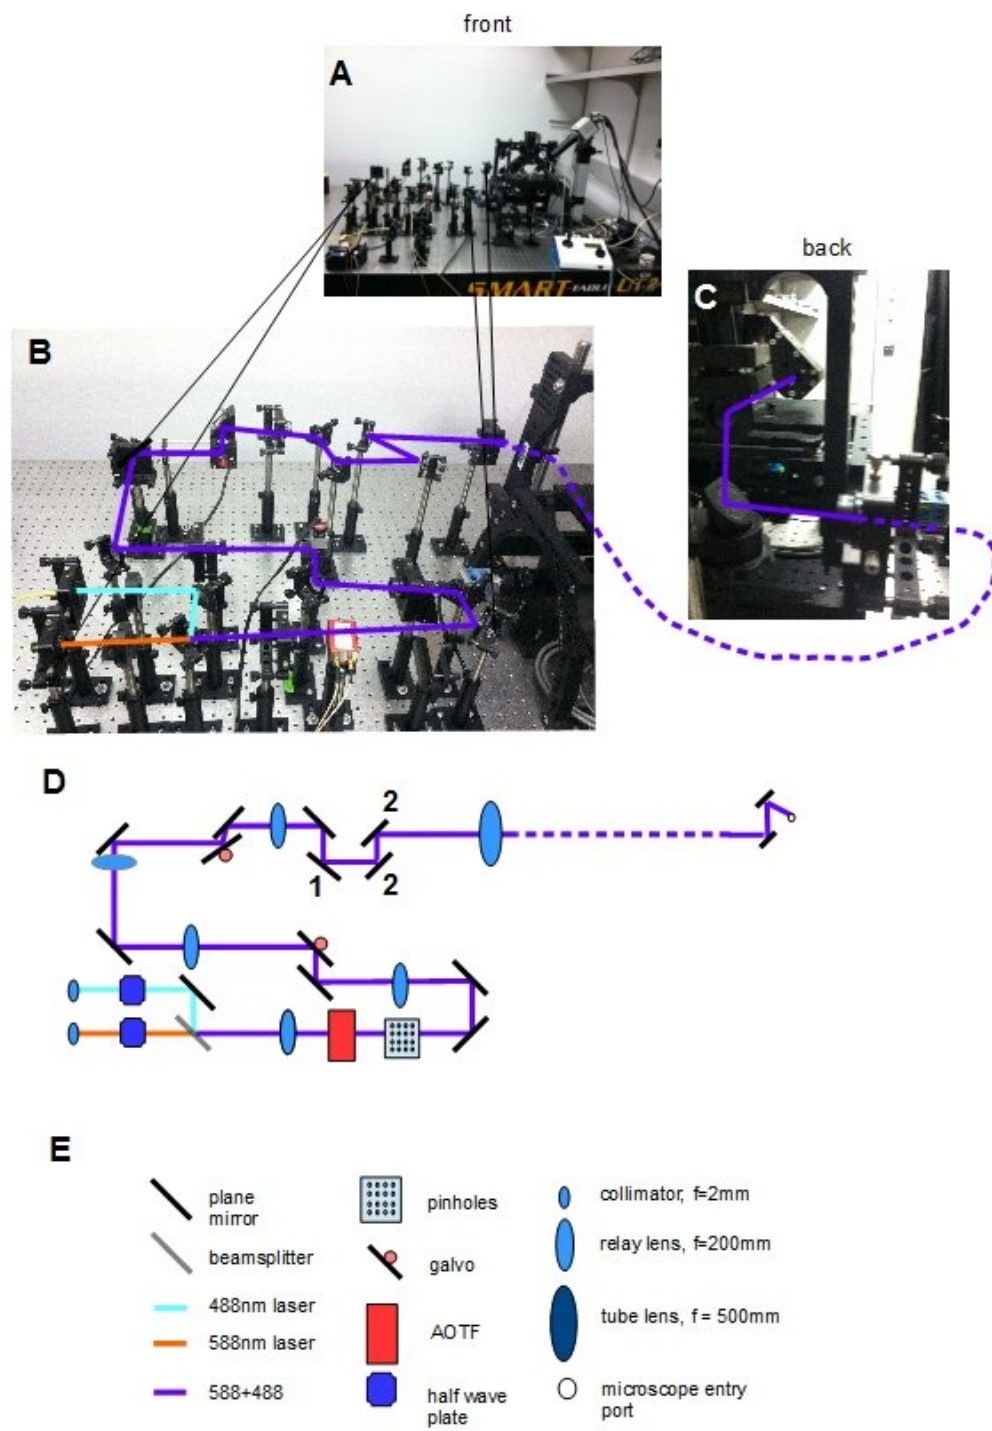 front
A
SMART TABLE UT2
back
C
B
D
2
1
2
E
plane
mirror
beamsplitter
488nm laser
588nm laser
588+488
pinholes
galvo
AOTF
half wave
plate
collimator, f=2mm
relay lens, f=200mm
tube lens, f = 500mm
microscope entry
port